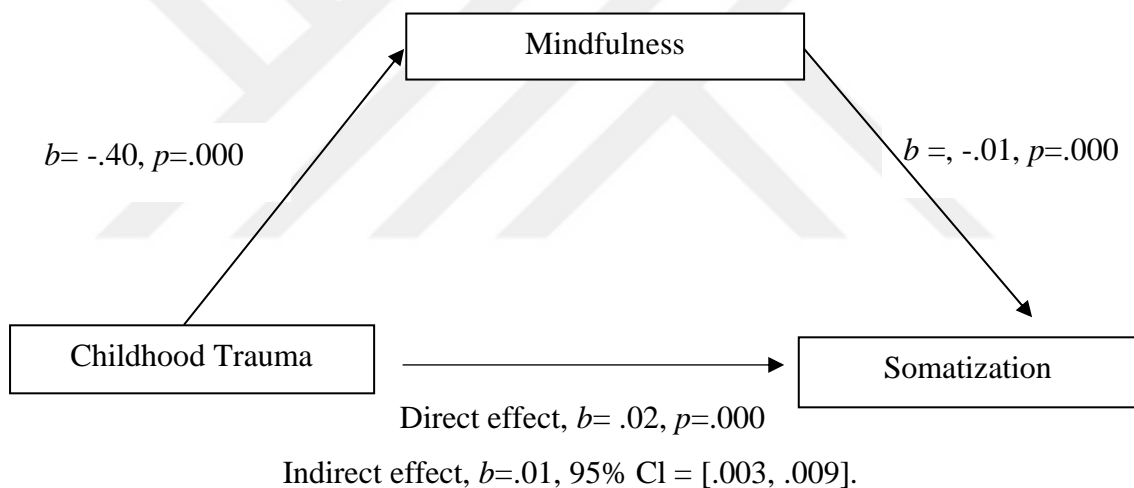 Mindfulness
b= -.40, p=.000
b =, -.01, p=.000
Childhood Trauma
Somatization
Direct effect, b= .02, p=.000
Indirect effect, b=.01, 95% Cl = [.003, .009].